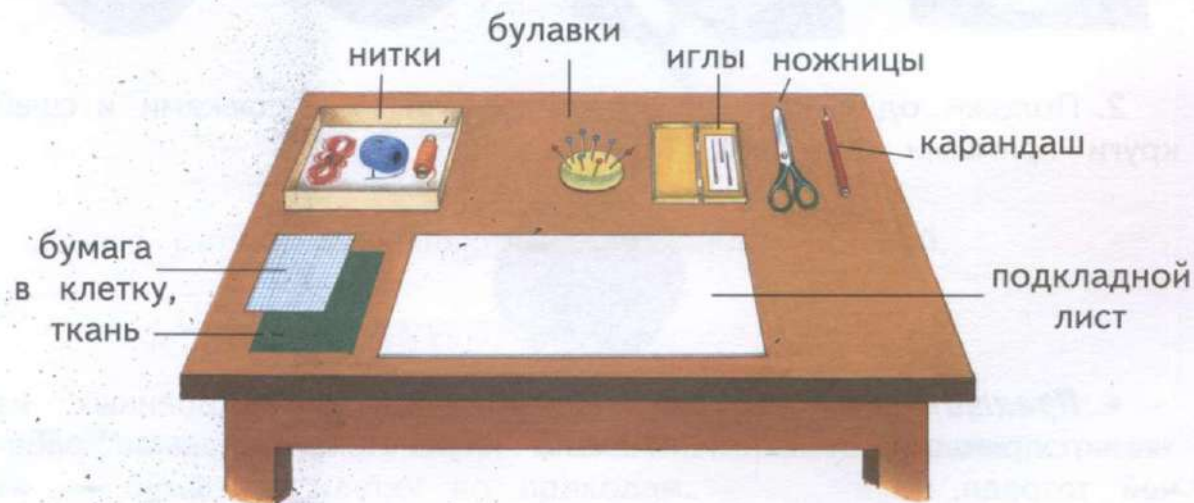 булавки
нитки
иглы
ножницы
карандаш
бумага
в клетку,
ткань
подкладной
лист